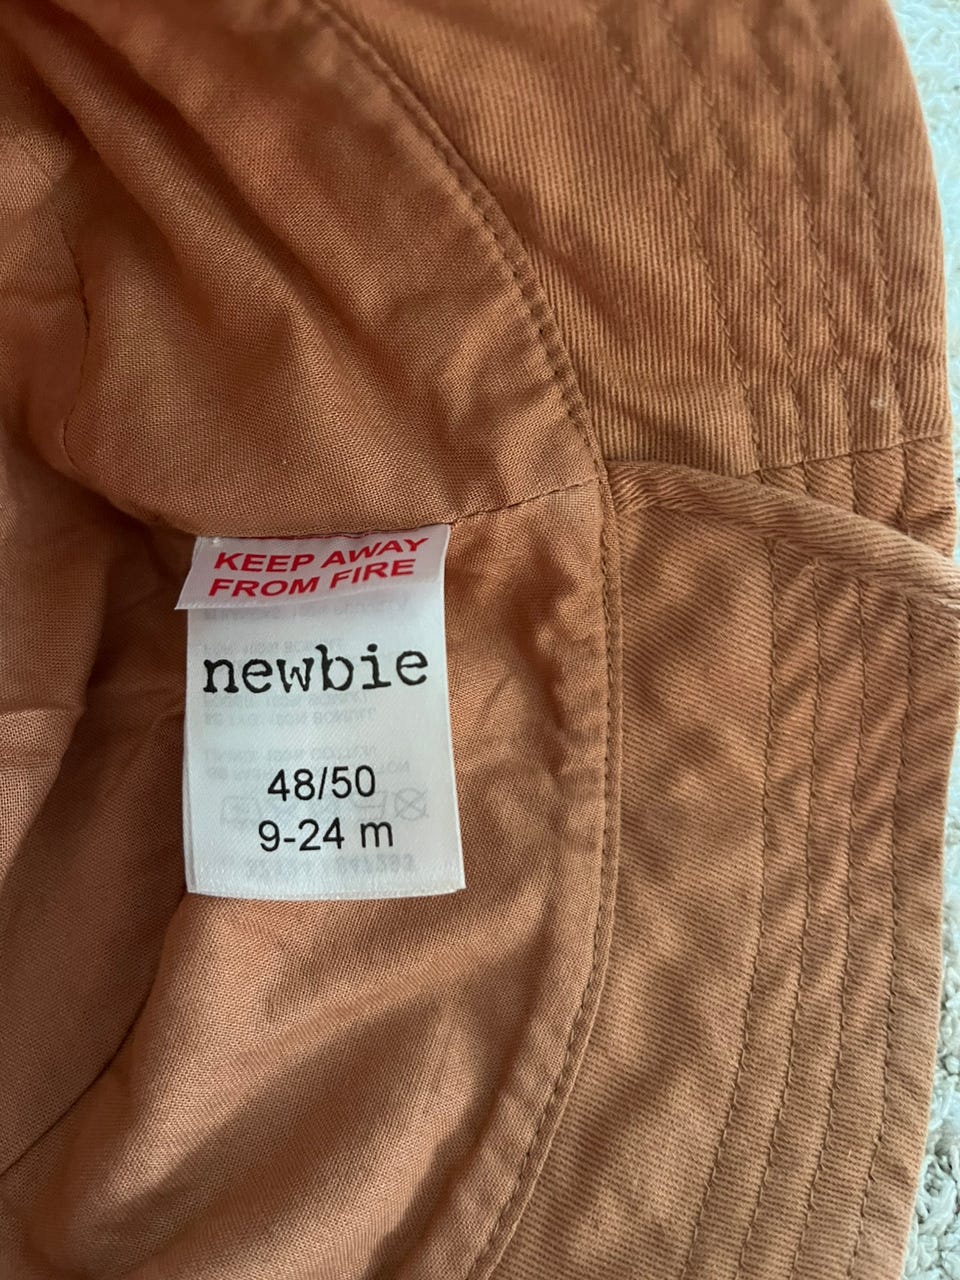 KEEP AWAY
FROM FIRE
newbie
48/50
9-24 m